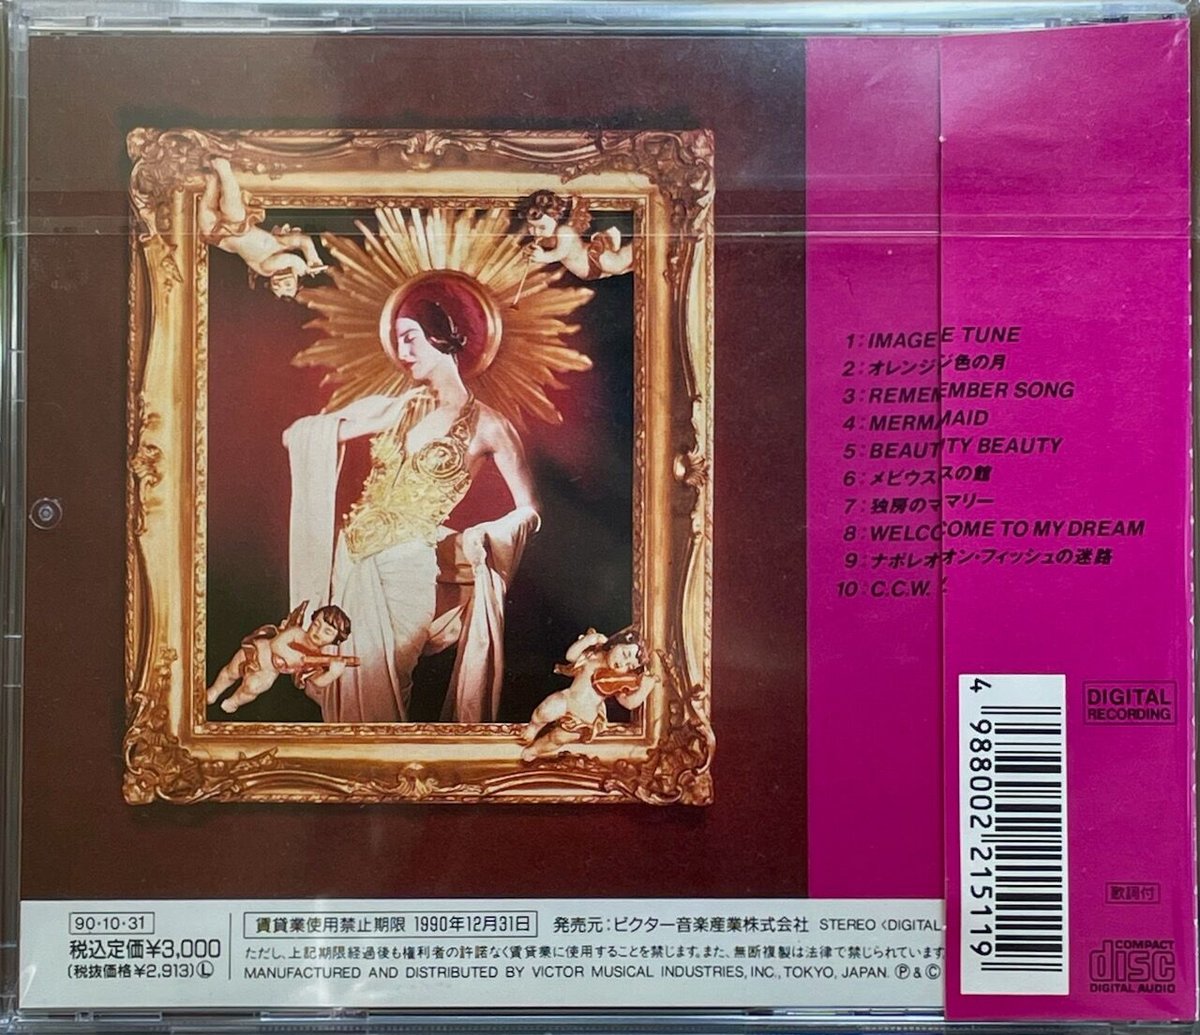 1：IMAGE TUNE
2：オレンジ色の月
3：REMEMBER SONG
4：MERMAID
5：BEAUTY BEAUTY
6：メビウスの館
7：独房のマリー
8：WELCOME TO MY DREAM
9：ナポレオン・フィッシュの迷路
10：C.C.W.
DIGITAL
RECORDING
4 988002 215119
歌詞付
COMPACT
disc
DIGITAL AUDIO
90・10・31
税込定価¥3,000
(税抜価格¥2,913)Ⓛ
賃貸業使用禁止期限 1990年12月31日 発売元：ビクター音楽産業株式会社 STEREO〈DIGITAL
ただし、上記期限経過後も権利者の許諾なく賃貸業に使用することを禁じます。また、無断複製は法律で禁じられています
MANUFACTURED AND DISTRIBUTED BY VICTOR MUSICAL INDUSTRIES, INC., TOKYO, JAPAN. Ⓟ & Ⓒ